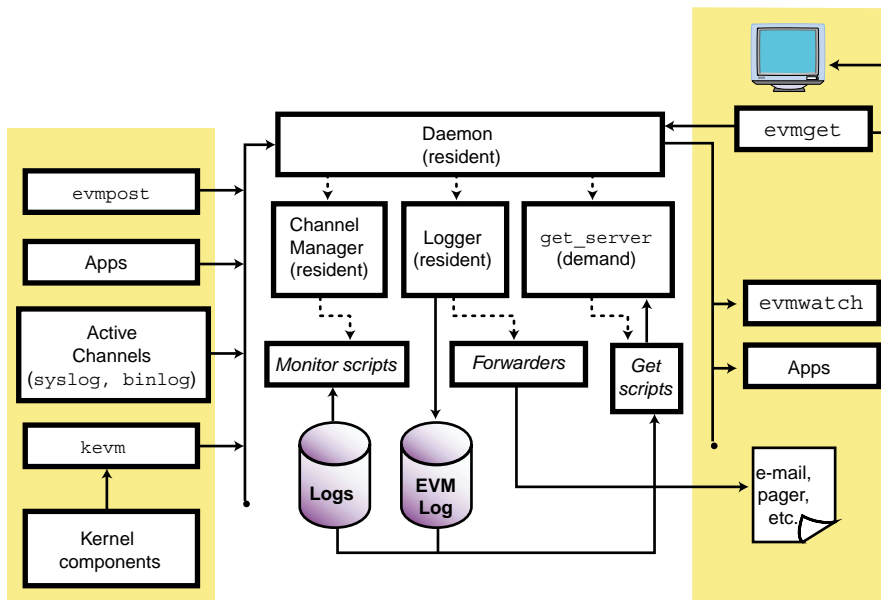 evmget
Daemon
(resident)
evmpost
Channel
Manager
(resident)
Logger
(resident)
get_server
(demand)
Apps
evmwatch
Active
Channels
(syslog, binlog)
Monitor scripts
Forwarders
Get
scripts
Apps
kevm
Logs
EVM
Log
e-mail,
pager,
etc.
Kernel
components